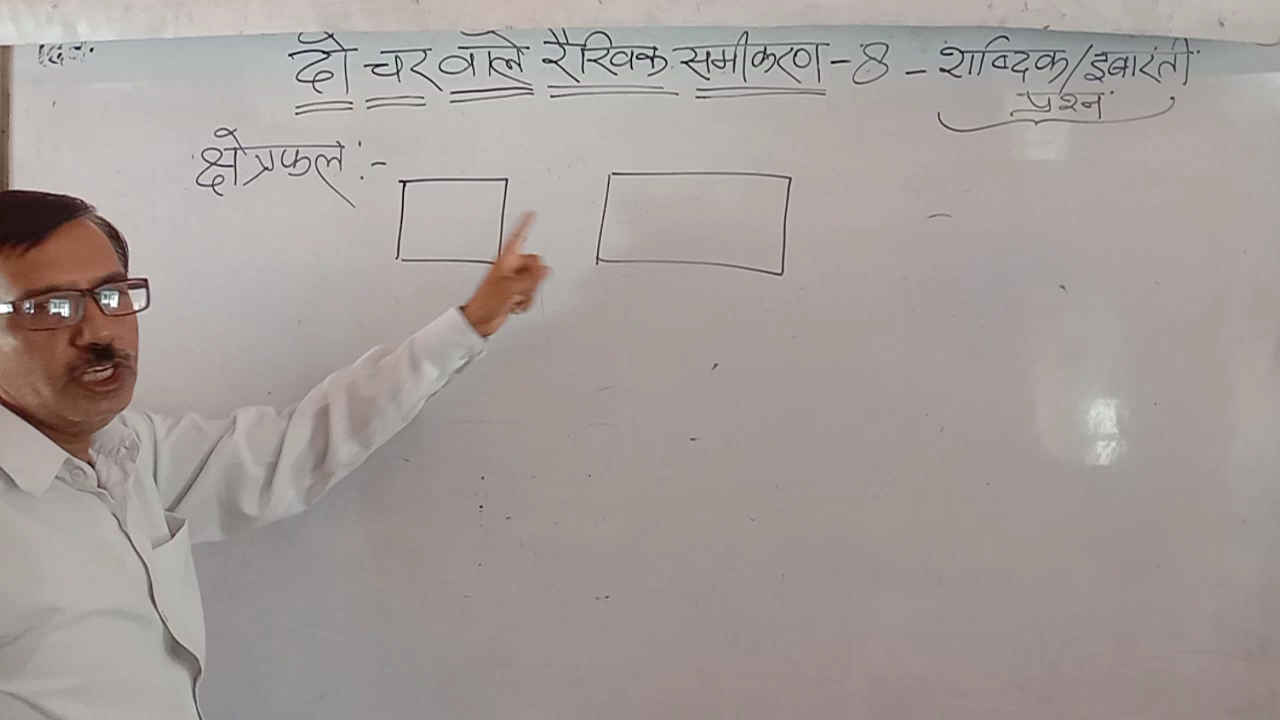 दो चर वाले रैखिक समीकरण - 8 - शाब्दिक/इबारती
प्रश्न
क्षेत्रफल :-